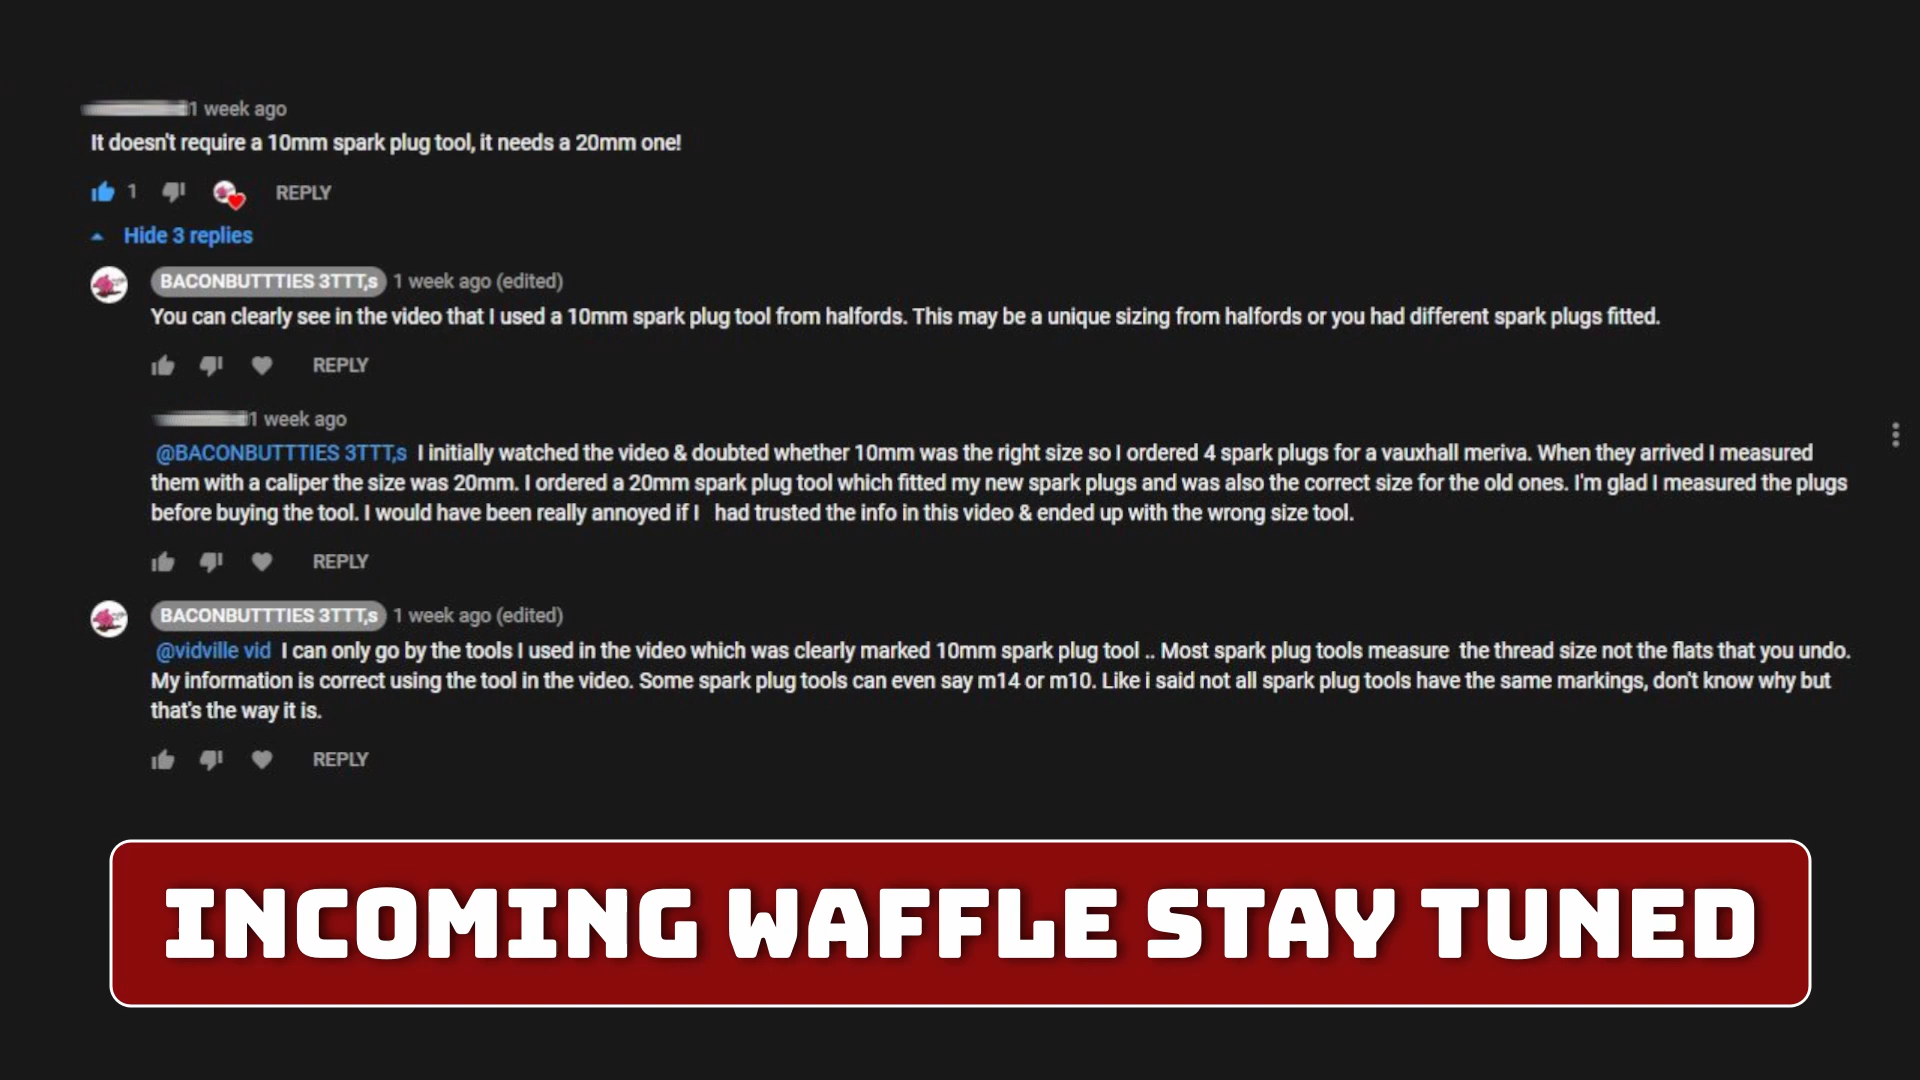 1 week ago
It doesn't require a 10mm spark plug tool, it needs a 20mm one!
1 REPLY
Hide 3 replies
BACONBUTTTIES 3TTT,s 1 week ago (edited)
You can clearly see in the video that I used a 10mm spark plug tool from halfords. This may be a unique sizing from halfords or you had different spark plugs fitted.
REPLY
1 week ago
@BACONBUTTTIES 3TTT,s I initially watched the video & doubted whether 10mm was the right size so I ordered 4 spark plugs for a vauxhall meriva. When they arrived I measured
them with a caliper the size was 20mm. I ordered a 20mm spark plug tool which fitted my new spark plugs and was also the correct size for the old ones. I'm glad I measured the plugs
before buying the tool. I would have been really annoyed if I had trusted the info in this video & ended up with the wrong size tool.
REPLY
BACONBUTTTIES 3TTT,s 1 week ago (edited)
@vidville vid I can only go by the tools I used in the video which was clearly marked 10mm spark plug tool .. Most spark plug tools measure the thread size not the flats that you undo.
My information is correct using the tool in the video. Some spark plug tools can even say m14 or m10. Like i said not all spark plug tools have the same markings, don't know why but
that's the way it is.
REPLY
INCOMING WAFFLE STAY TUNED